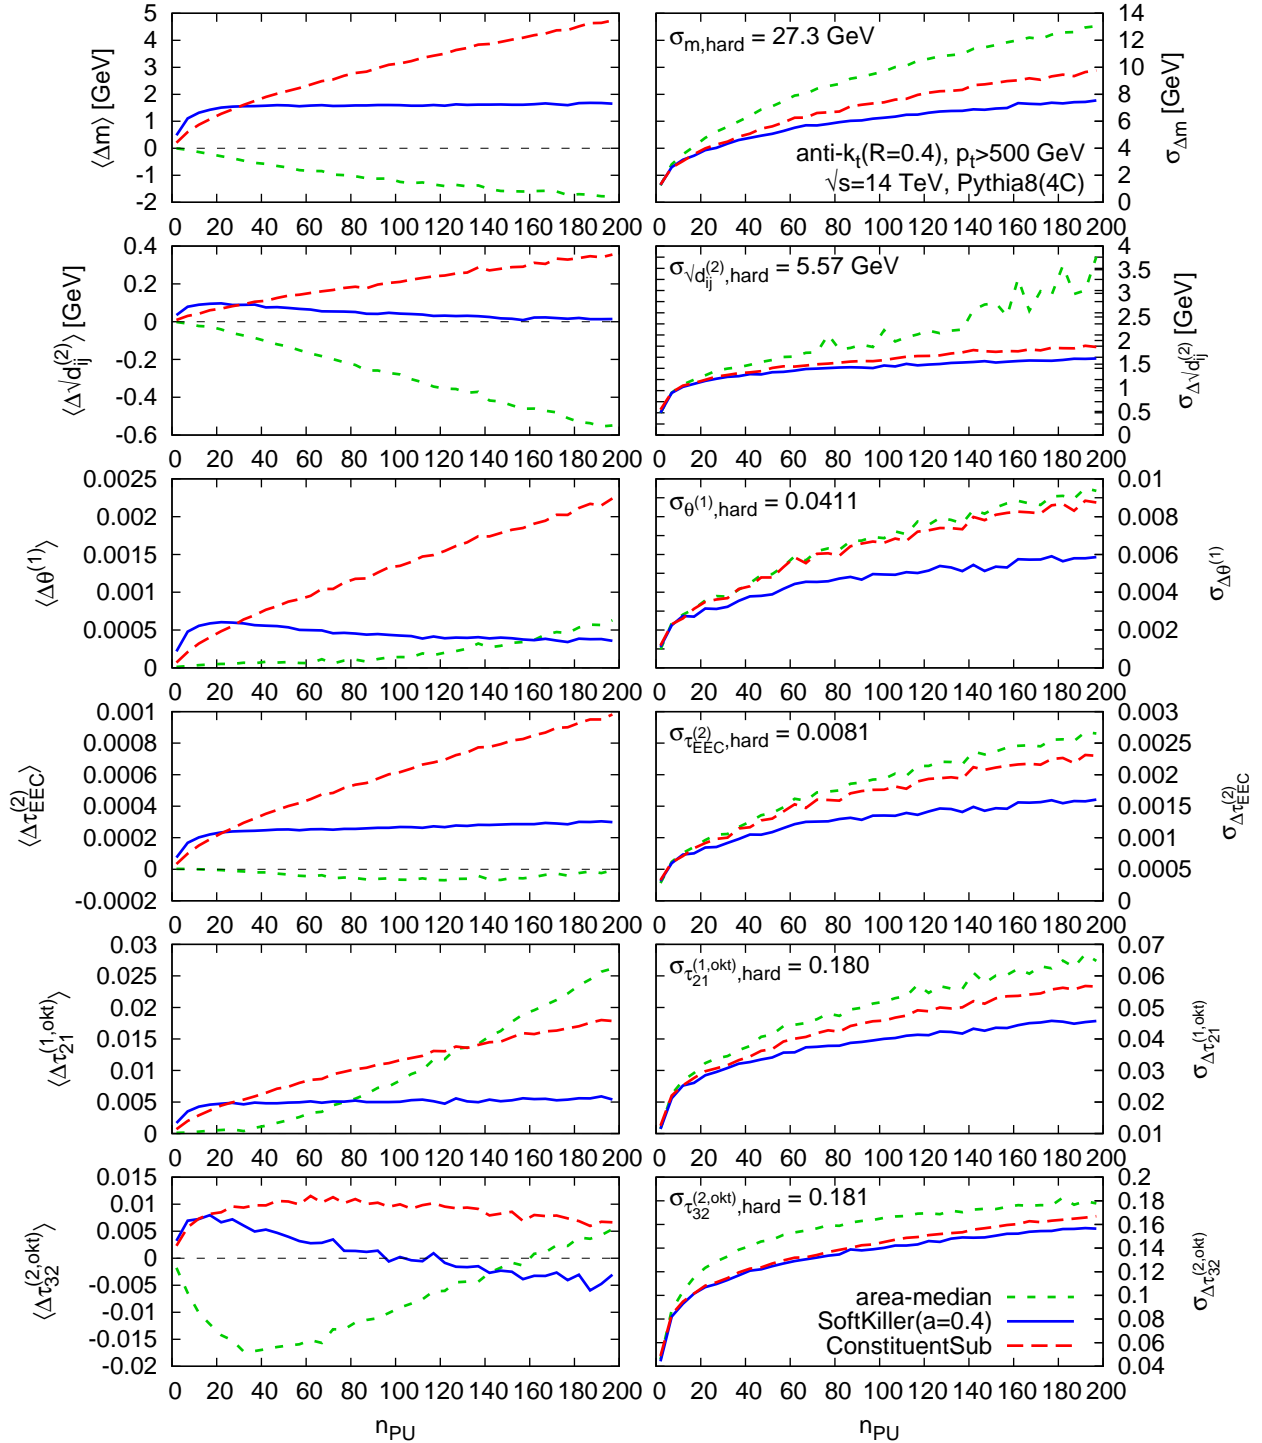 5
4
3
2
1
0
-1
-2
⟨Δm⟩ [GeV]
0 20 40 60 80 100 120 140 160 180 200
σm,hard = 27.3 GeV
anti-kt(R=0.4), pt>500 GeV
√s=14 TeV, Pythia8(4C)
14
12
10
8
6
4
2
0
σΔm [GeV]
0 20 40 60 80 100 120 140 160 180 200
0.4
0.2
0
-0.2
-0.4
-0.6
⟨Δ√dij(2)⟩ [GeV]
0 20 40 60 80 100 120 140 160 180 200
σ√dij(2),hard = 5.57 GeV
4
3.5
3
2.5
2
1.5
1
0.5
0
σΔ√dij(2) [GeV]
0 20 40 60 80 100 120 140 160 180 200
0.0025
0.002
0.0015
0.001
0.0005
0
⟨Δθ(1)⟩
0 20 40 60 80 100 120 140 160 180 200
σθ(1),hard = 0.0411
0.01
0.008
0.006
0.004
0.002
0
σΔθ(1)
0 20 40 60 80 100 120 140 160 180 200
0.001
0.0008
0.0006
0.0004
0.0002
0
-0.0002
⟨ΔτEEC(2)⟩
0 20 40 60 80 100 120 140 160 180 200
στEEC(2),hard = 0.0081
0.003
0.0025
0.002
0.0015
0.001
0.0005
0
σΔτEEC(2)
0 20 40 60 80 100 120 140 160 180 200
0.03
0.025
0.02
0.015
0.01
0.005
0
⟨Δτ21(1,okt)⟩
0 20 40 60 80 100 120 140 160 180 200
στ21(1,okt),hard = 0.180
0.07
0.06
0.05
0.04
0.03
0.02
0.01
σΔτ21(1,okt)
0 20 40 60 80 100 120 140 160 180 200
0.015
0.01
0.005
0
-0.005
-0.01
-0.015
-0.02
⟨Δτ32(2,okt)⟩
0 20 40 60 80 100 120 140 160 180 200
nPU
στ32(2,okt),hard = 0.181
area-median
SoftKiller(a=0.4)
ConstituentSub
0.2
0.18
0.16
0.14
0.12
0.1
0.08
0.06
0.04
σΔτ32(2,okt)
0 20 40 60 80 100 120 140 160 180 200
nPU